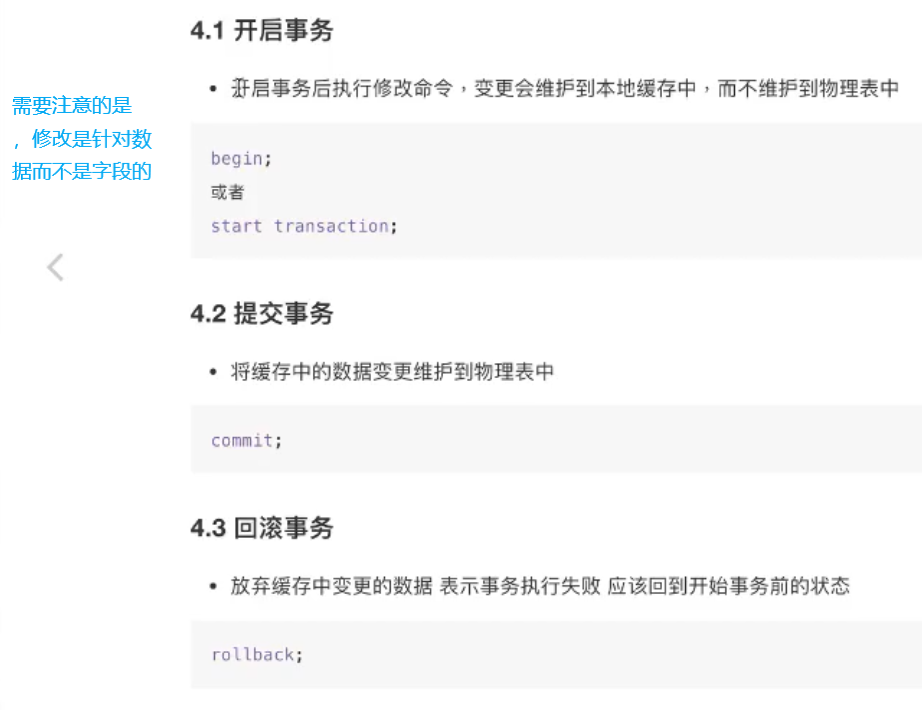 4.1 开启事务
开启事务后执行修改命令，变更会维护到本地缓存中，而不维护到物理表中
需要注意的是
，修改是针对数
据而不是字段的
begin;
或者
start transaction;
4.2 提交事务
将缓存中的数据变更维护到物理表中
commit;
4.3 回滚事务
放弃缓存中变更的数据 表示事务执行失败 应该回到开始事务前的状态
rollback;